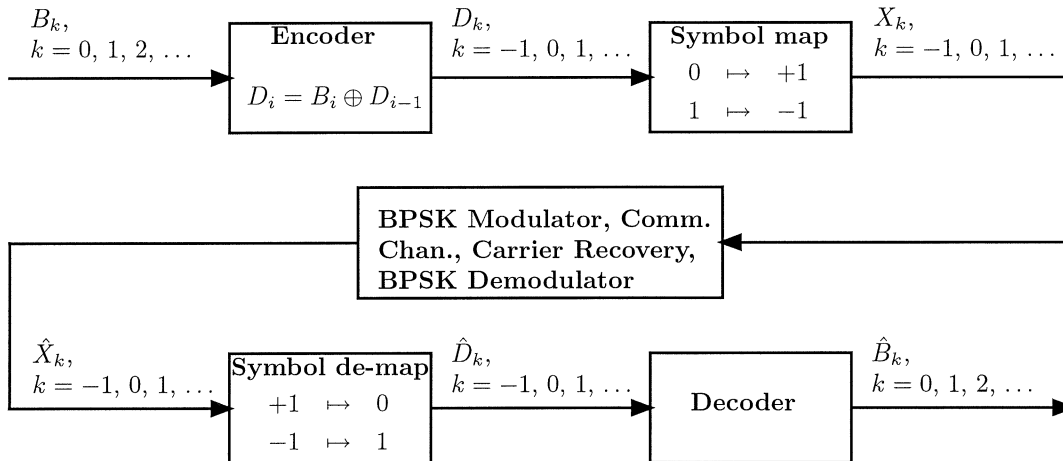 B_k,
k = 0, 1, 2, …
Encoder
D_i = B_i ⊕ D_{i−1}
D_k,
k = −1, 0, 1, …
Symbol map
0 ↦ +1
1 ↦ −1
X_k,
k = −1, 0, 1, …
BPSK Modulator, Comm.
Chan., Carrier Recovery,
BPSK Demodulator
X̂_k,
k = −1, 0, 1, …
Symbol de-map
+1 ↦ 0
−1 ↦ 1
D̂_k,
k = −1, 0, 1, …
Decoder
B̂_k,
k = 0, 1, 2, …